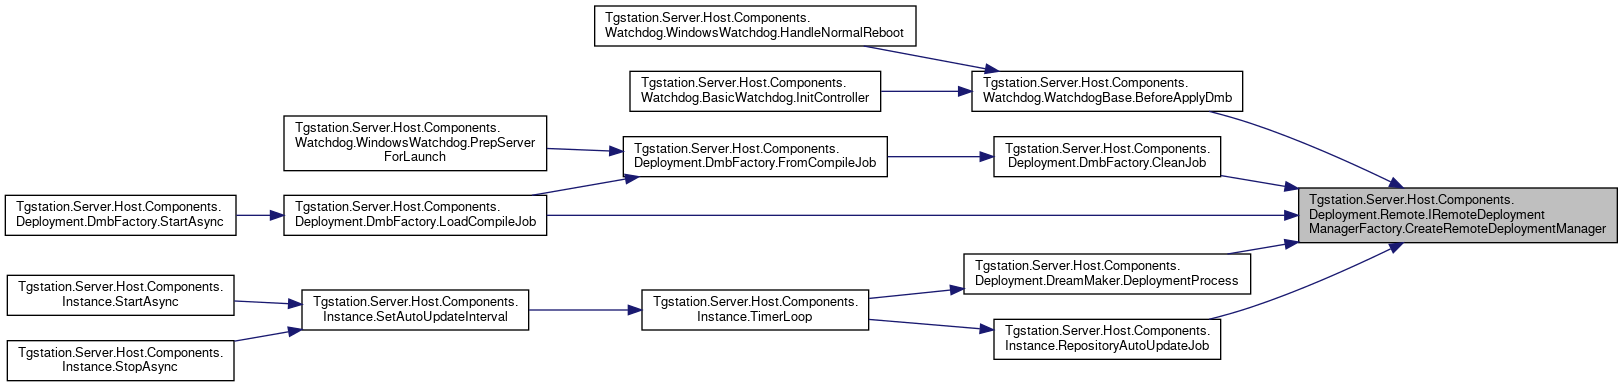 Tgstation.Server.Host.Components.
Watchdog.WindowsWatchdog.HandleNormalReboot
Tgstation.Server.Host.Components.
Watchdog.BasicWatchdog.InitController
Tgstation.Server.Host.Components.
Watchdog.WatchdogBase.BeforeApplyDmb
Tgstation.Server.Host.Components.
Watchdog.WindowsWatchdog.PrepServer
ForLaunch
Tgstation.Server.Host.Components.
Deployment.DmbFactory.FromCompileJob
Tgstation.Server.Host.Components.
Deployment.DmbFactory.CleanJob
Tgstation.Server.Host.Components.
Deployment.DmbFactory.StartAsync
Tgstation.Server.Host.Components.
Deployment.DmbFactory.LoadCompileJob
Tgstation.Server.Host.Components.
Deployment.Remote.IRemoteDeployment
ManagerFactory.CreateRemoteDeploymentManager
Tgstation.Server.Host.Components.
Deployment.DreamMaker.DeploymentProcess
Tgstation.Server.Host.Components.
Instance.StartAsync
Tgstation.Server.Host.Components.
Instance.SetAutoUpdateInterval
Tgstation.Server.Host.Components.
Instance.TimerLoop
Tgstation.Server.Host.Components.
Instance.RepositoryAutoUpdateJob
Tgstation.Server.Host.Components.
Instance.StopAsync